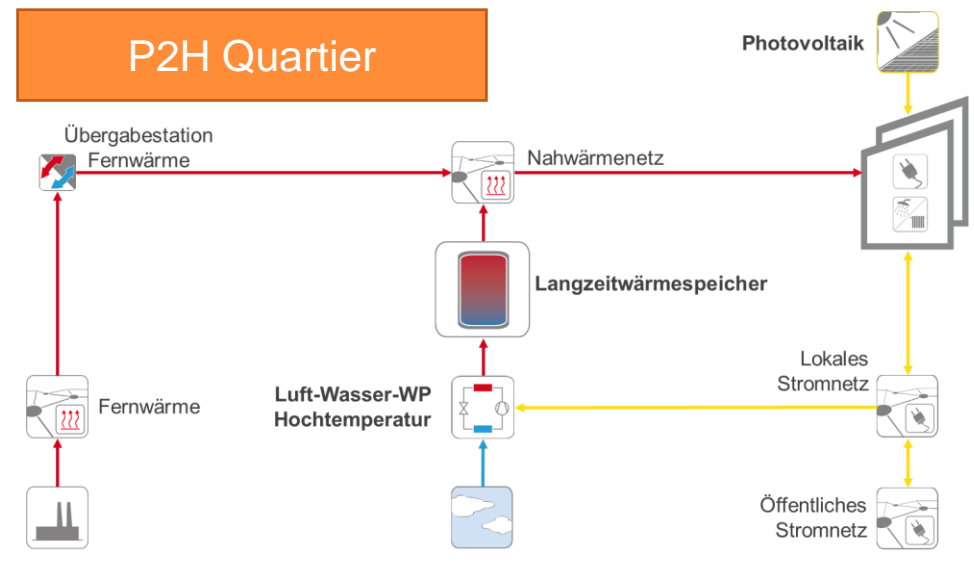 P2H Quartier
Photovoltaik
Übergabestation
Fernwärme
Nahwärmenetz
Langzeitwärmespeicher
Lokales
Stromnetz
Luft-Wasser-WP
Hochtemperatur
Fernwärme
Öffentliches
Stromnetz